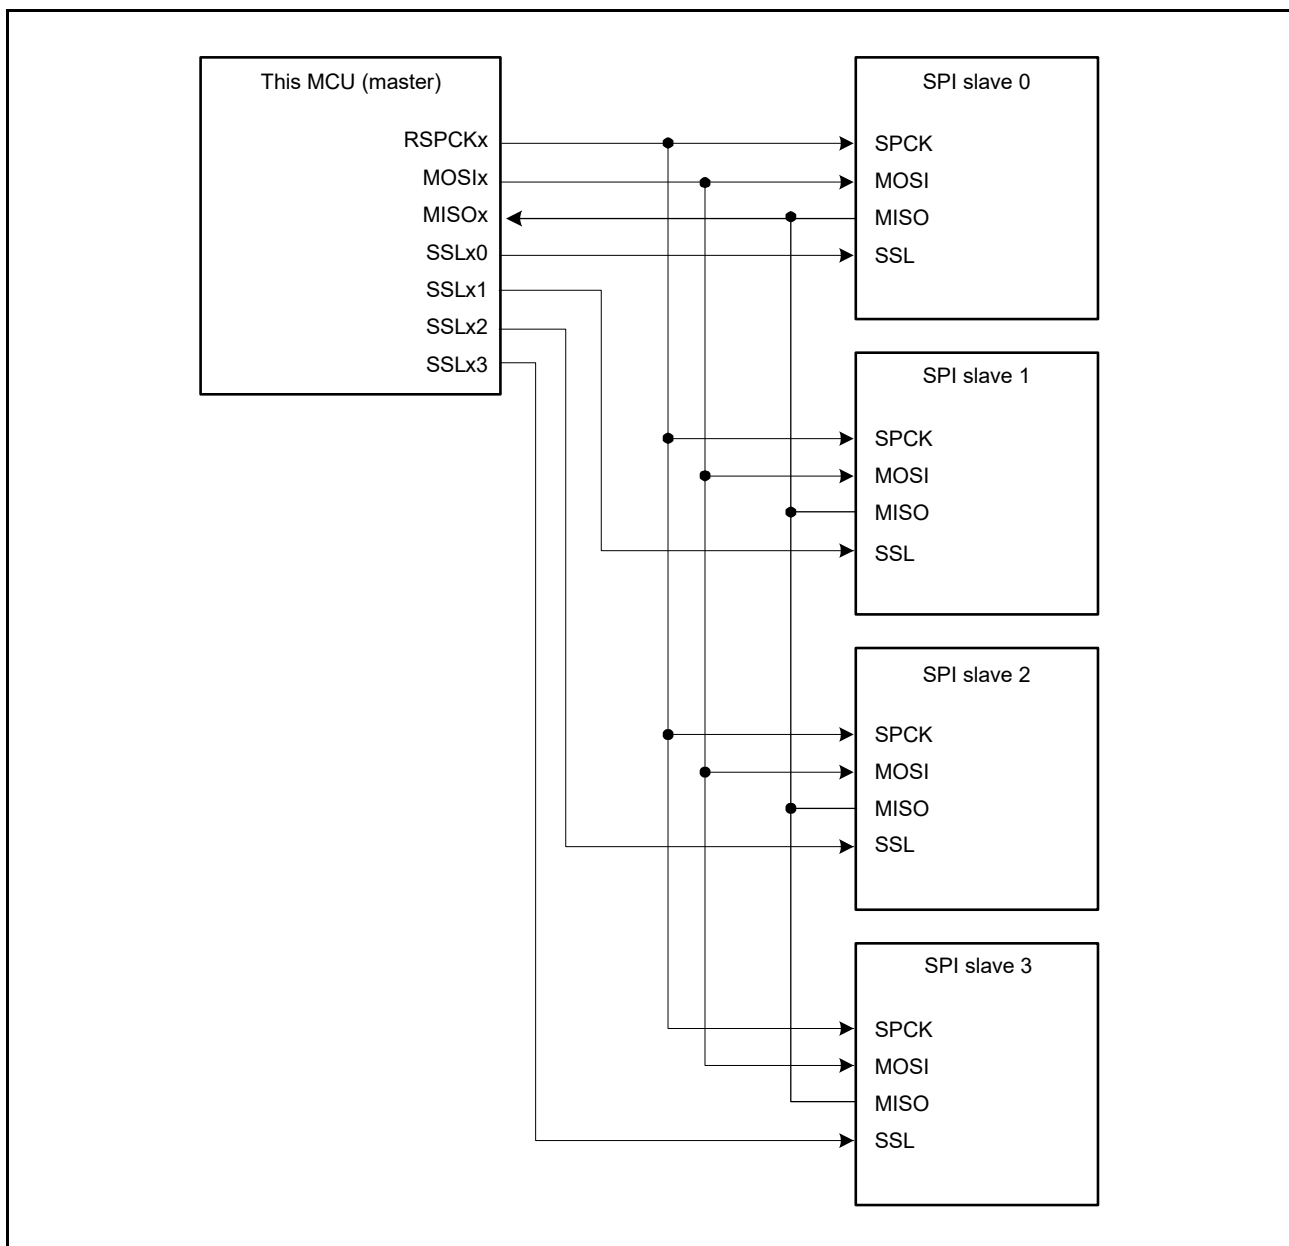 This MCU (master)
RSPCKx
MOSIx
MISOx
SSLx0
SSLx1
SSLx2
SSLx3
SPI slave 0
SPCK
MOSI
MISO
SSL
SPI slave 1
SPCK
MOSI
MISO
SSL
SPI slave 2
SPCK
MOSI
MISO
SSL
SPI slave 3
SPCK
MOSI
MISO
SSL